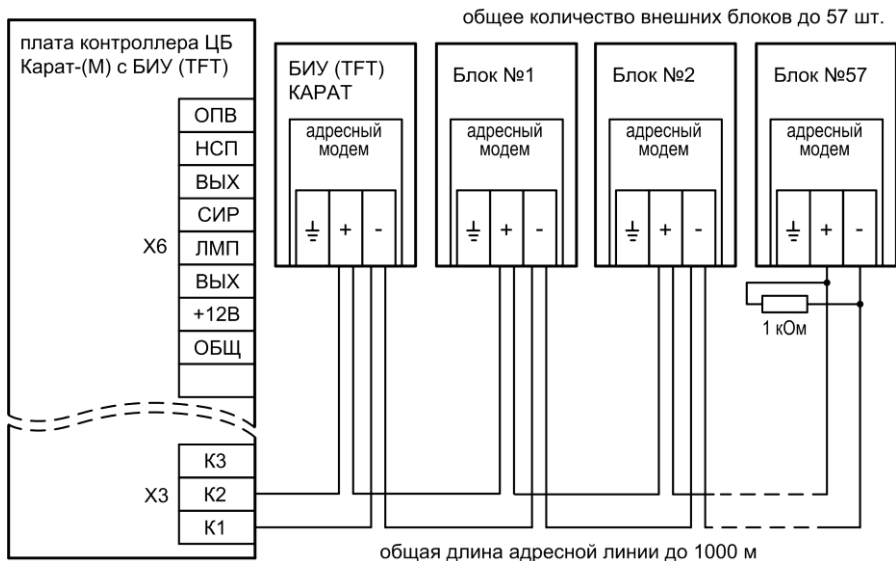 общее количество внешних блоков до 57 шт.
плата контроллера ЦБ
Карат-(М) с БИУ (TFT)
ОПВ
НСП
ВЫХ
СИР
Х6
ЛМП
ВЫХ
+12В
ОБЩ
К3
Х3
К2
К1
БИУ (TFT)
КАРАТ
адресный
модем
+ -
Блок №1
адресный
модем
+ -
Блок №2
адресный
модем
+ -
Блок №57
адресный
модем
+ -
1 кОм
общая длина адресной линии до 1000 м